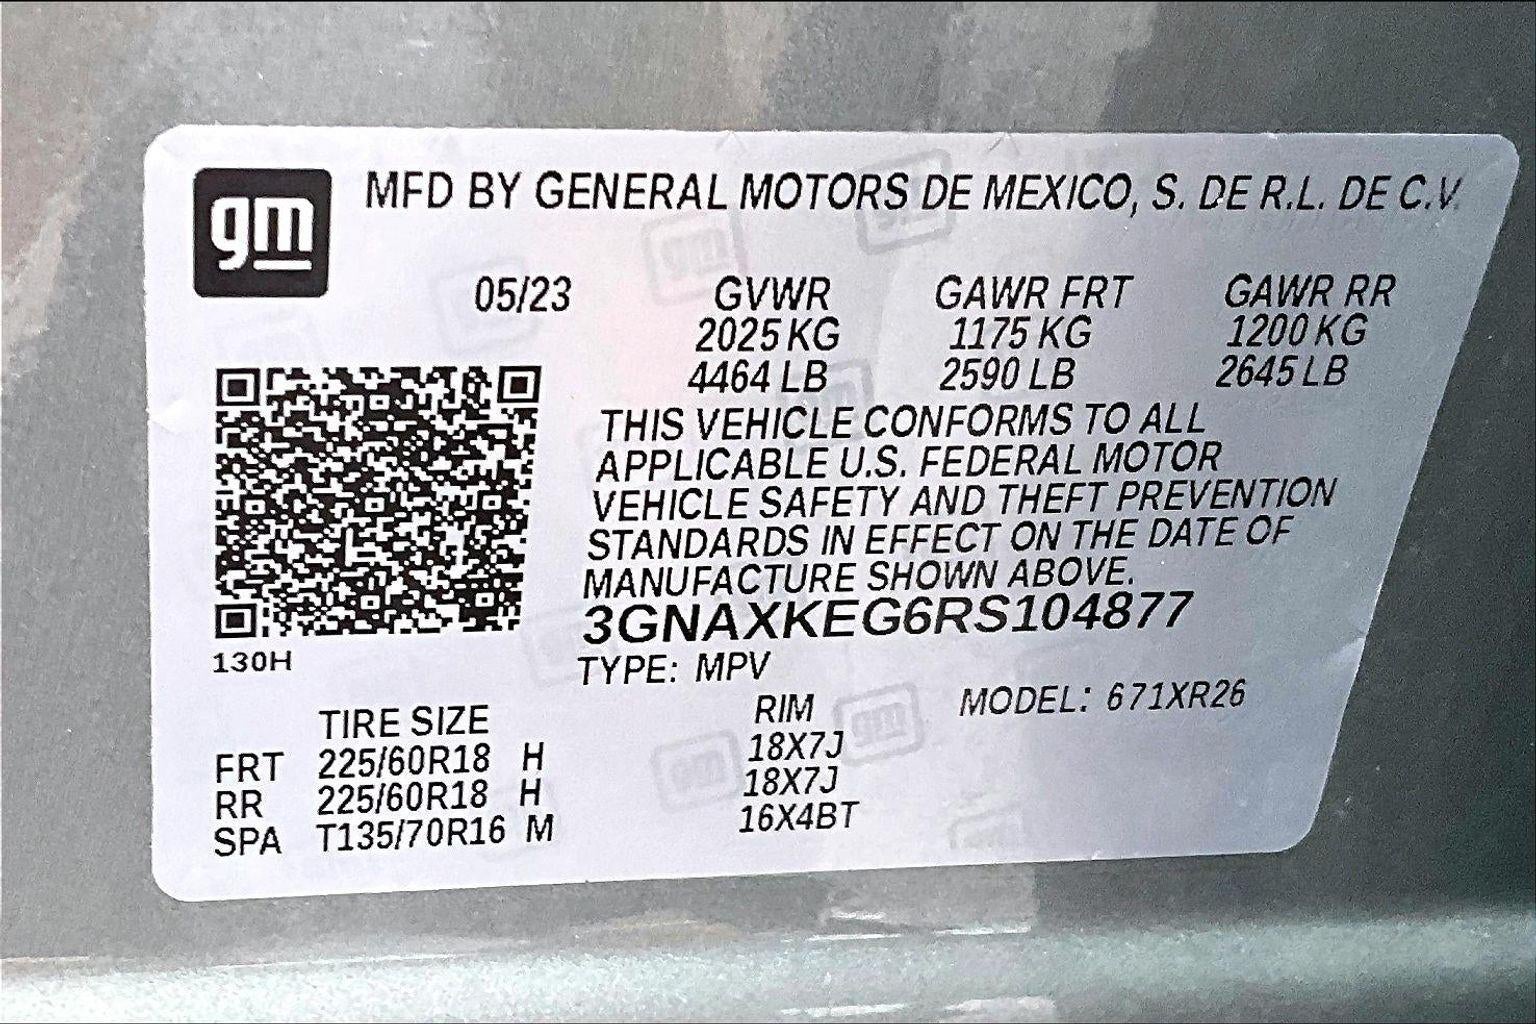 gm
MFD BY GENERAL MOTORS DE MEXICO, S. DE R.L. DE C.V.
05/23 GVWR GAWR FRT GAWR RR
2025 KG 1175 KG 1200 KG
4464 LB 2590 LB 2645 LB
THIS VEHICLE CONFORMS TO ALL
APPLICABLE U.S. FEDERAL MOTOR
VEHICLE SAFETY AND THEFT PREVENTION
STANDARDS IN EFFECT ON THE DATE OF
MANUFACTURE SHOWN ABOVE.
3GNAXKEG6RS104877
130H
TYPE: MPV
TIRE SIZE RIM MODEL: 671XR26
FRT 225/60R18 H 18X7J
RR 225/60R18 H 18X7J
SPA T135/70R16 M 16X4BT